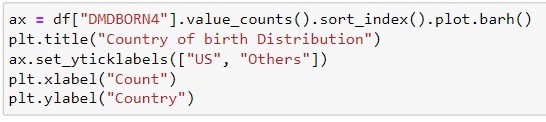 ax = df["DMDBORN4"].value_counts().sort_index().plot.barh()
plt.title("Country of birth Distribution")
ax.set_yticklabels(["US", "Others"])
plt.xlabel("Count")
plt.ylabel("Country")